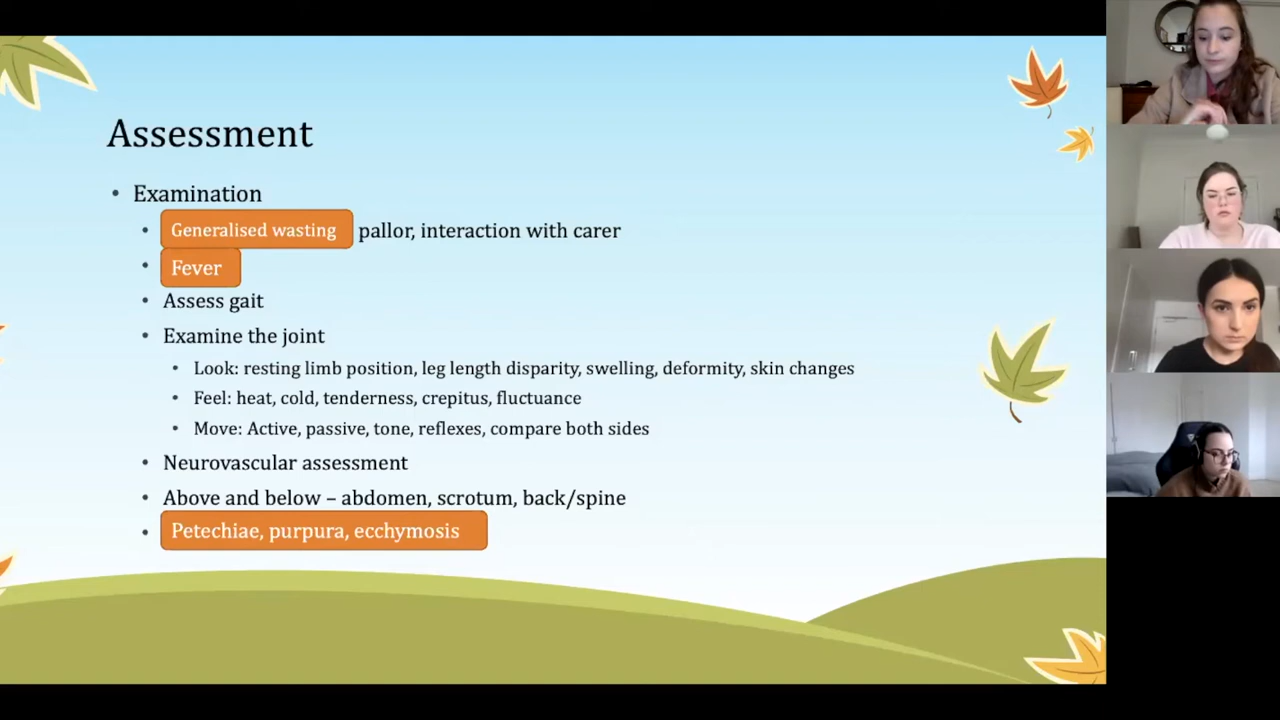 Assessment
• Examination
• Generalised wasting pallor, interaction with carer
• Fever
• Assess gait
• Examine the joint
• Look: resting limb position, leg length disparity, swelling, deformity, skin changes
• Feel: heat, cold, tenderness, crepitus, fluctuance
• Move: Active, passive, tone, reflexes, compare both sides
• Neurovascular assessment
• Above and below – abdomen, scrotum, back/spine
• Petechiae, purpura, ecchymosis